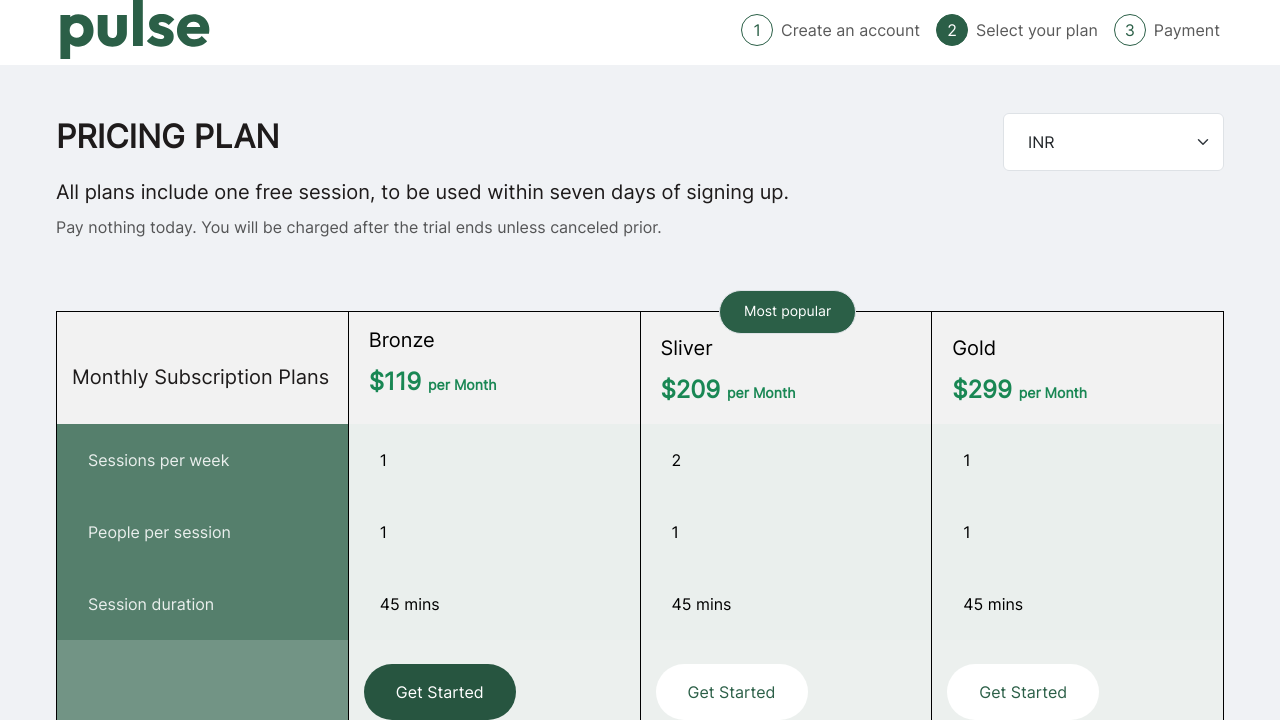 pulse
1 Create an account 2 Select your plan 3 Payment
PRICING PLAN
INR
All plans include one free session, to be used within seven days of signing up.
Pay nothing today. You will be charged after the trial ends unless canceled prior.
Most popular
Monthly Subscription Plans
Bronze
$119 per Month
Sliver
$209 per Month
Gold
$299 per Month
Sessions per week 1 2 1
People per session 1 1 1
Session duration 45 mins 45 mins 45 mins
Get Started Get Started Get Started